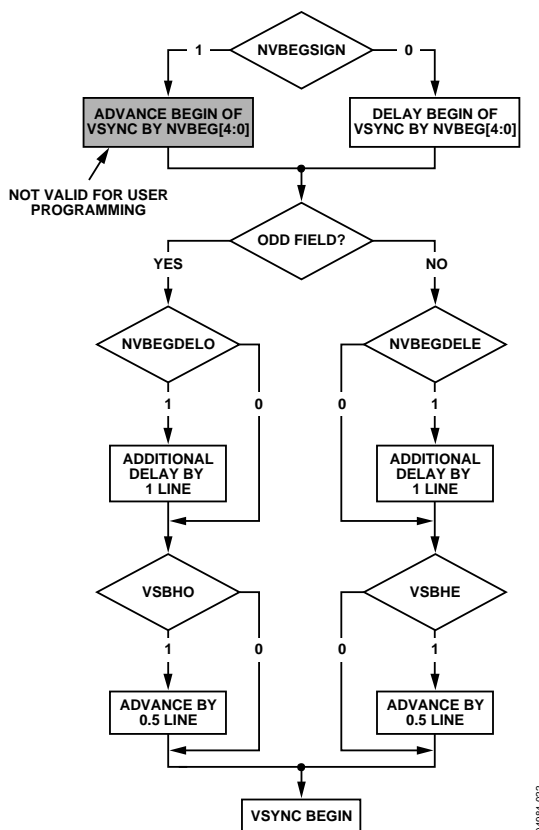 NVBEGSIGN
1
0
ADVANCE BEGIN OF
VSYNC BY NVBEG[4:0]
DELAY BEGIN OF
VSYNC BY NVBEG[4:0]
NOT VALID FOR USER
PROGRAMMING
ODD FIELD?
YES
NO
NVBEGDELO
NVBEGDELE
1
0
0
1
ADDITIONAL
DELAY BY
1 LINE
ADDITIONAL
DELAY BY
1 LINE
VSBHO
VSBHE
1
0
0
1
ADVANCE BY
0.5 LINE
ADVANCE BY
0.5 LINE
VSYNC BEGIN